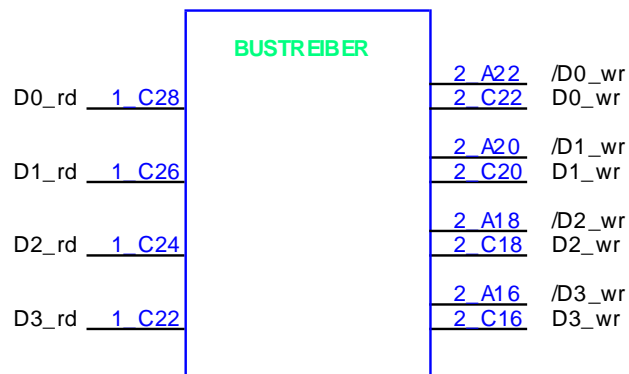 BUSTREIBER
2_A22 /D0_wr
D0_rd 1_C28 2_C22 D0_wr
2_A20 /D1_wr
D1_rd 1_C26 2_C20 D1_wr
2_A18 /D2_wr
D2_rd 1_C24 2_C18 D2_wr
2_A16 /D3_wr
D3_rd 1_C22 2_C16 D3_wr